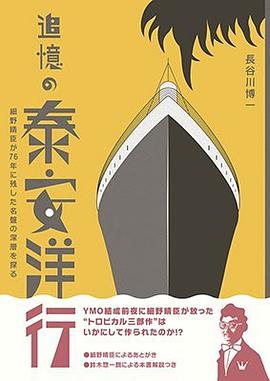 追憶の
泰安洋行
細野晴臣が76年に残した名盤の深層を探る
長谷川博一
YMO結成前夜に細野晴臣が放った
“トロピカル三部作”は
いかにして作られたのか!?
●細野晴臣によるあとがき
●鈴木惣一朗による本書解説つき